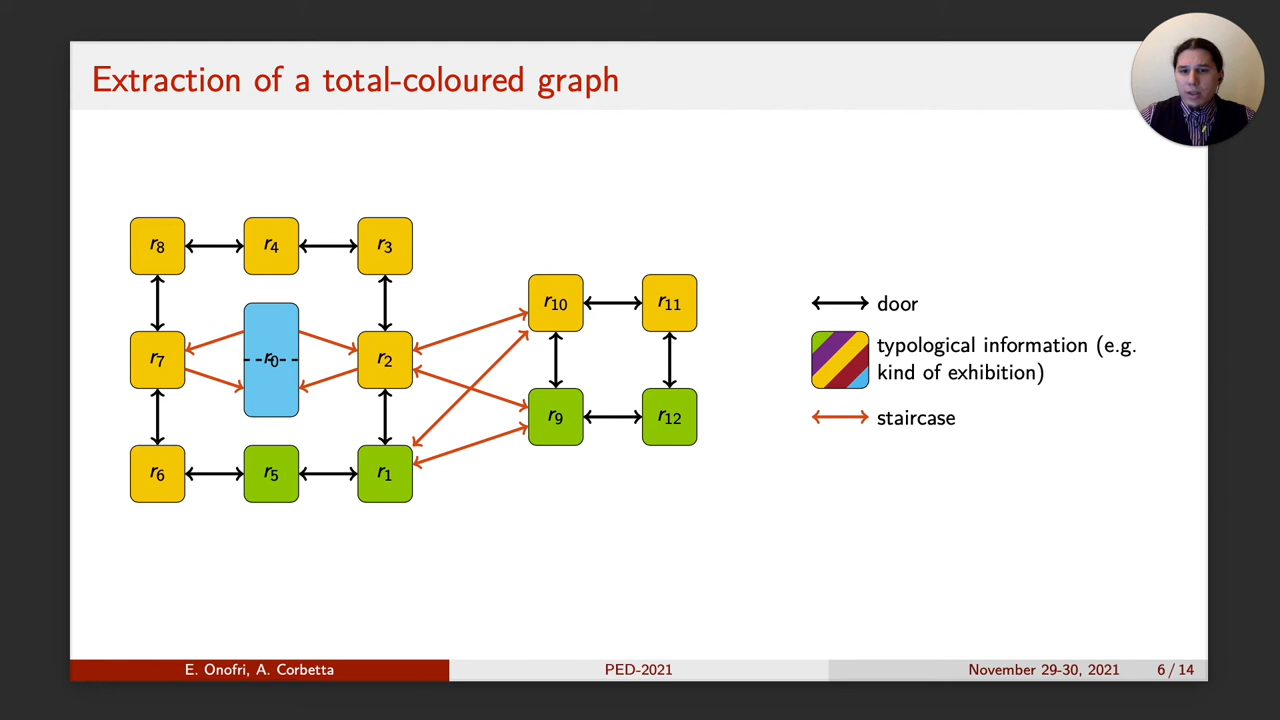 Extraction of a total-coloured graph
r8 r4 r3
r10 r11
door
typological information (e.g.
kind of exhibition)
r7 r0 r2
r9 r12
staircase
r6 r5 r1
E. Onofri, A. Corbetta PED-2021 November 29-30, 2021 6 / 14